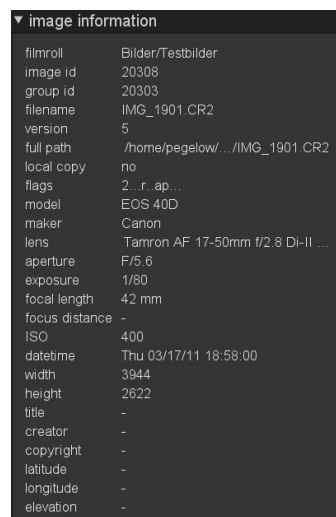 image information
filmroll Bilder/Testbilder
image id 20308
group id 20303
filename IMG_1901.CR2
version 5
full path /home/pegelow/.../IMG_1901.CR2
local copy no
flags 2...r..ap...
model EOS 40D
maker Canon
lens Tamron AF 17-50mm f/2.8 Di-II ...
aperture F/5.6
exposure 1/80
focal length 42 mm
focus distance -
ISO 400
datetime Thu 03/17/11 18:58:00
width 3944
height 2622
title -
creator -
copyright -
latitude -
longitude -
elevation -